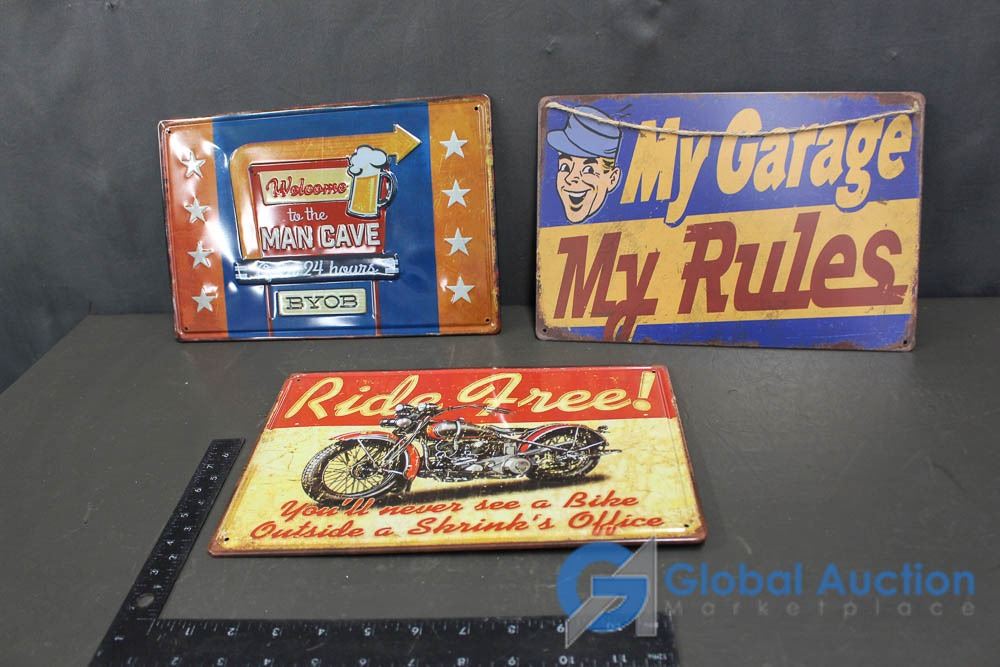 Welcome
to the
MAN CAVE
24 hours
BYOB
My Garage
My Rules
Ride Free!
You'll never see a Bike
Outside a Shrink's Office
Global Auction
Marketplace